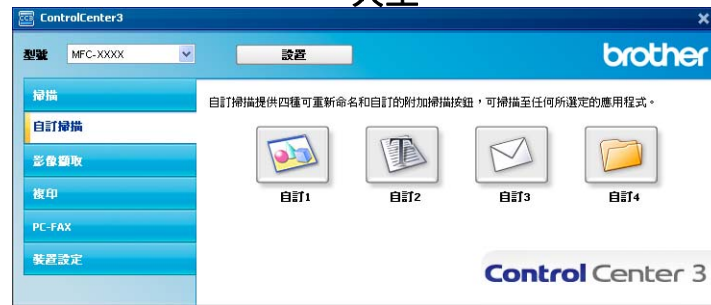 ControlCenter3
型號 MFC-XXXX 設置 brother
掃描
自訂掃描
影像擷取
複印
PC-FAX
裝置設定
自訂掃描提供四種可重新命名和自訂的附加掃描按鈕，可掃描至任何所選定的應用程式。
自訂1 自訂2 自訂3 自訂4
Control Center 3